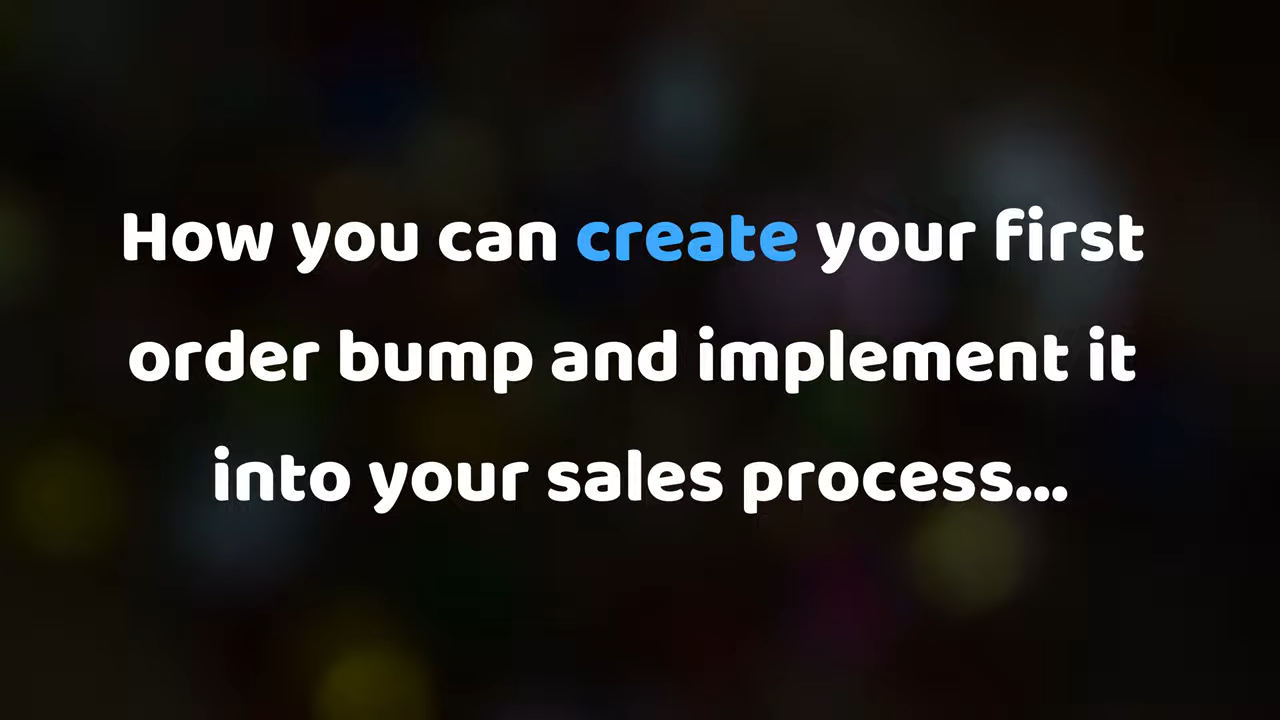 How you can create your first
order bump and implement it
into your sales process...